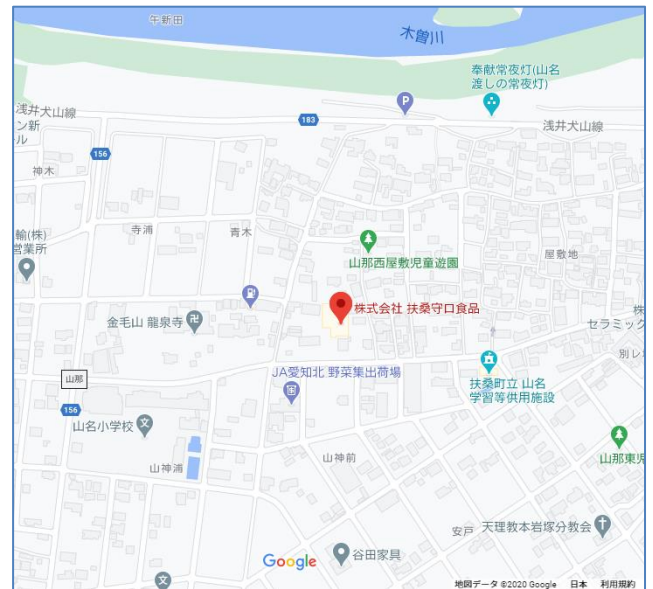 午新田
木曽川
奉献常夜灯(山名
渡しの常夜灯)
P
浅井犬山線
ン新
ル
183
浅井犬山線
156
神木
寺浦
青木
輸(株)
営業所
山那西屋敷児童遊園
屋敷地
株式会社 扶桑守口食品
金毛山 龍泉寺
株
セラミック
別レ
山那
JA愛知北 野菜集出荷場
扶桑町立 山名
学習等供用施設
156
山名小学校
文
山神浦
山神前
山那東児
安戸
天理教本岩塚分教会
Google
谷田家具
文
地図データ ©2020 Google 日本 利用規約